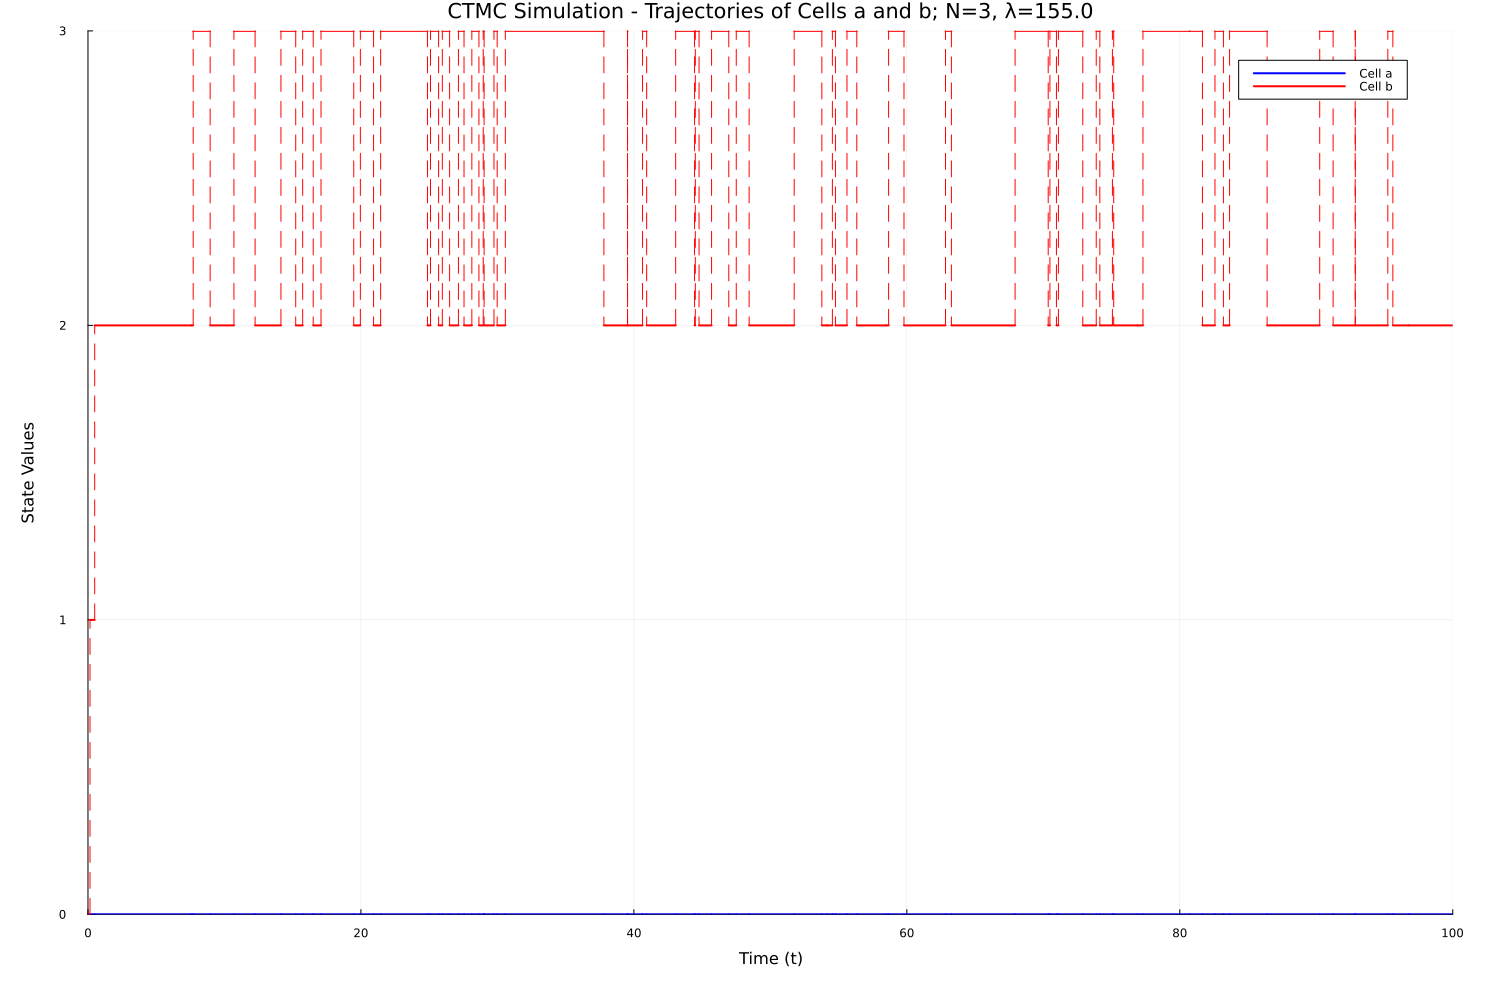 CTMC Simulation - Trajectories of Cells a and b; N=3, λ=155.0
3
Cell a
Cell b
2
State Values
1
0
0 20 40 60 80 100
Time (t)